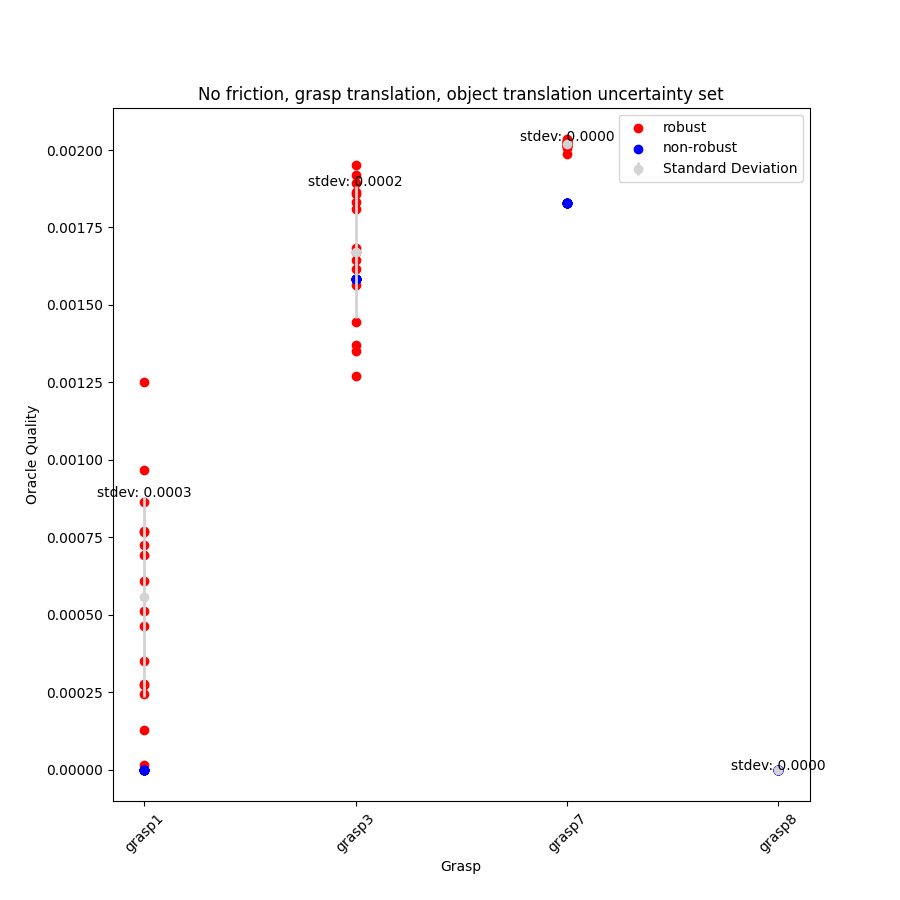 No friction, grasp translation, object translation uncertainty set
robust
non-robust
Standard Deviation
stdev: 0.0003
stdev: 0.0002
stdev: 0.0000
stdev: 0.0000
Oracle Quality
0.00200
0.00175
0.00150
0.00125
0.00100
0.00075
0.00050
0.00025
0.00000
grasp1
grasp3
grasp7
grasp8
Grasp